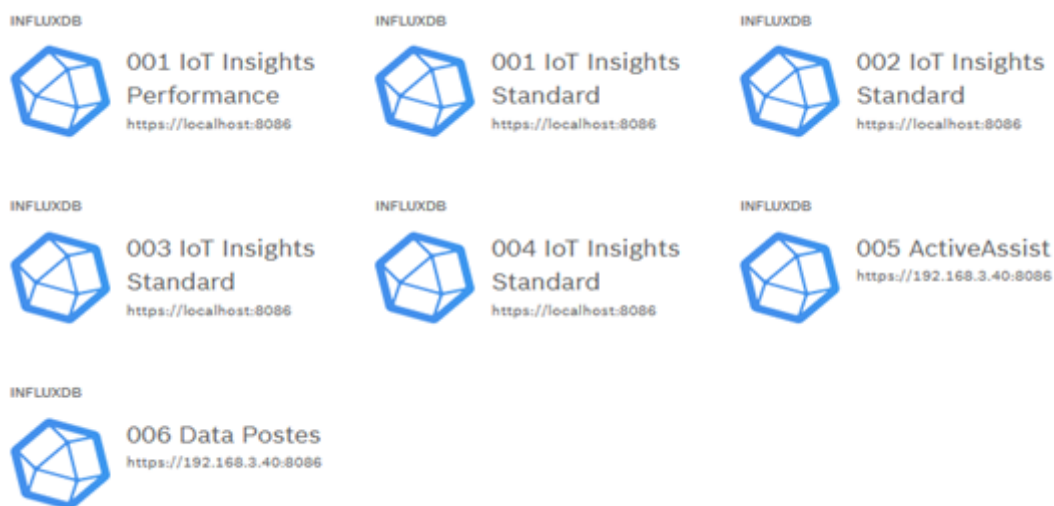 INFLUXDB
001 IoT Insights
Performance
https://localhost:8086
INFLUXDB
001 IoT Insights
Standard
https://localhost:8086
INFLUXDB
002 IoT Insights
Standard
https://localhost:8086
INFLUXDB
003 IoT Insights
Standard
https://localhost:8086
INFLUXDB
004 IoT Insights
Standard
https://localhost:8086
INFLUXDB
005 ActiveAssist
https://192.168.3.40:8086
INFLUXDB
006 Data Postes
https://192.168.3.40:8086